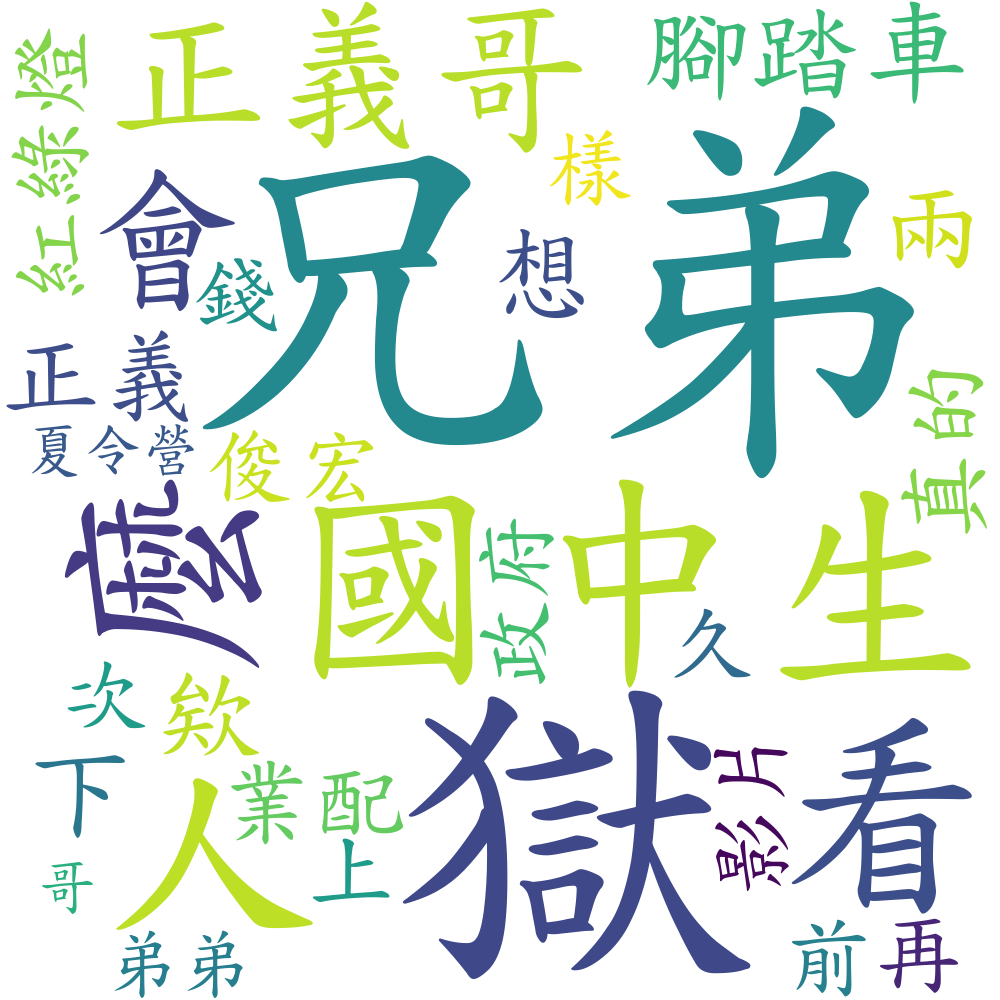 正義哥
腳踏車
紅綠燈
樣
兄弟
會
兩
想
錢
正義
真的
夏令營
俊宏
麼
國中生
政府
久
次
欸
獄
看
影片
下
人
業配
上
哥
弟弟
前
再